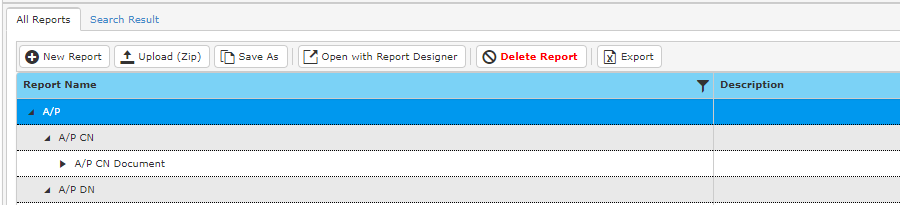 All Reports Search Result
New Report Upload (Zip) Save As Open with Report Designer Delete Report Export
Report Name Description
A/P
A/P CN
A/P CN Document
A/P DN